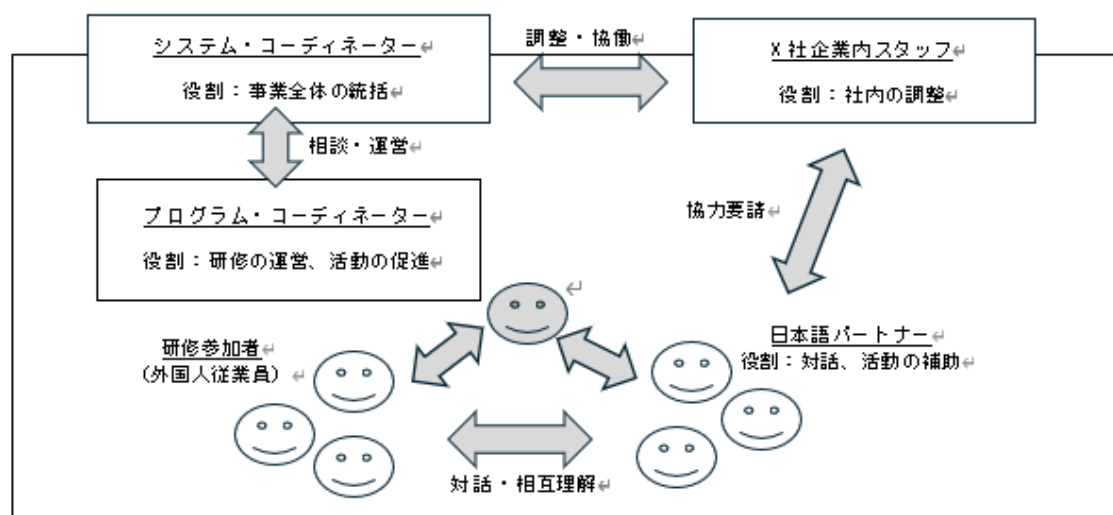 システム・コーディネーター
役割：事業全体の統括
調整・協働
X社企業内スタッフ
役割：社内の調整
相談・運営
プログラム・コーディネーター
役割：研修の運営、活動の促進
協力要請
研修参加者
（外国人従業員）
日本語パートナー
役割：対話、活動の補助
対話・相互理解